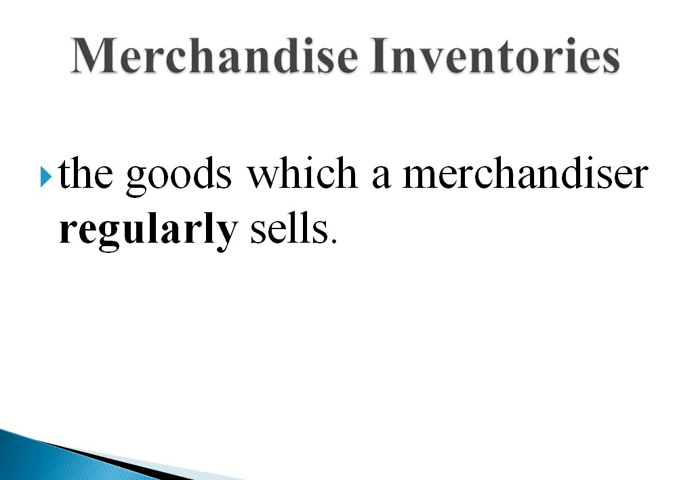 Merchandise Inventories
the goods which a merchandiser
regularly sells.